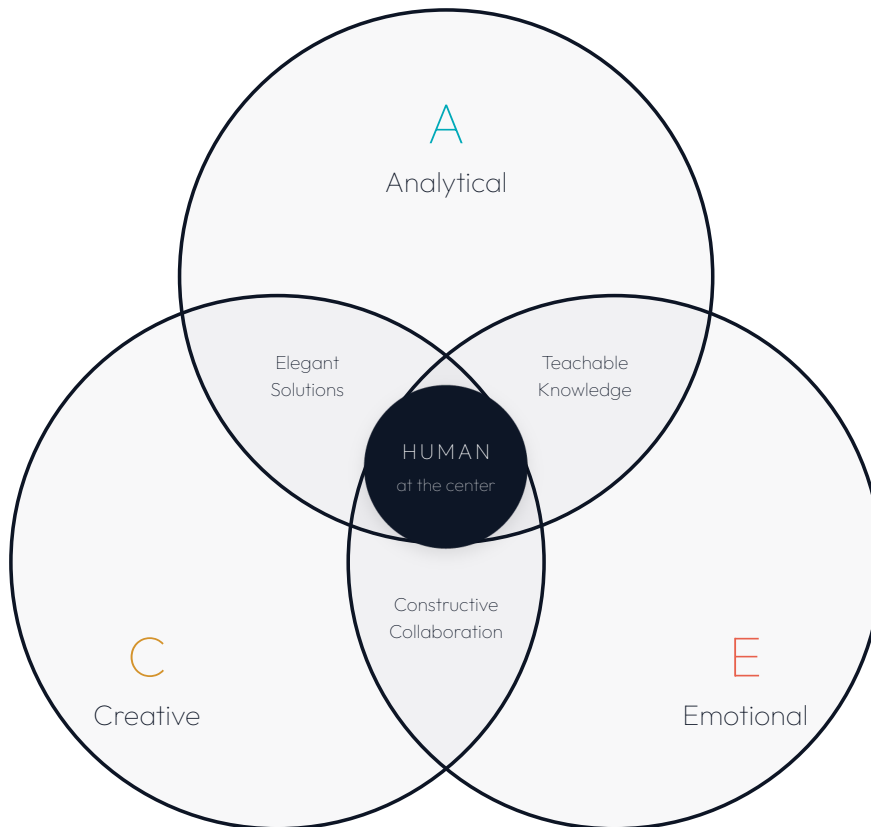 A
Analytical
Elegant
Solutions
Teachable
Knowledge
HUMAN
at the center
Constructive
Collaboration
C
Creative
E
Emotional